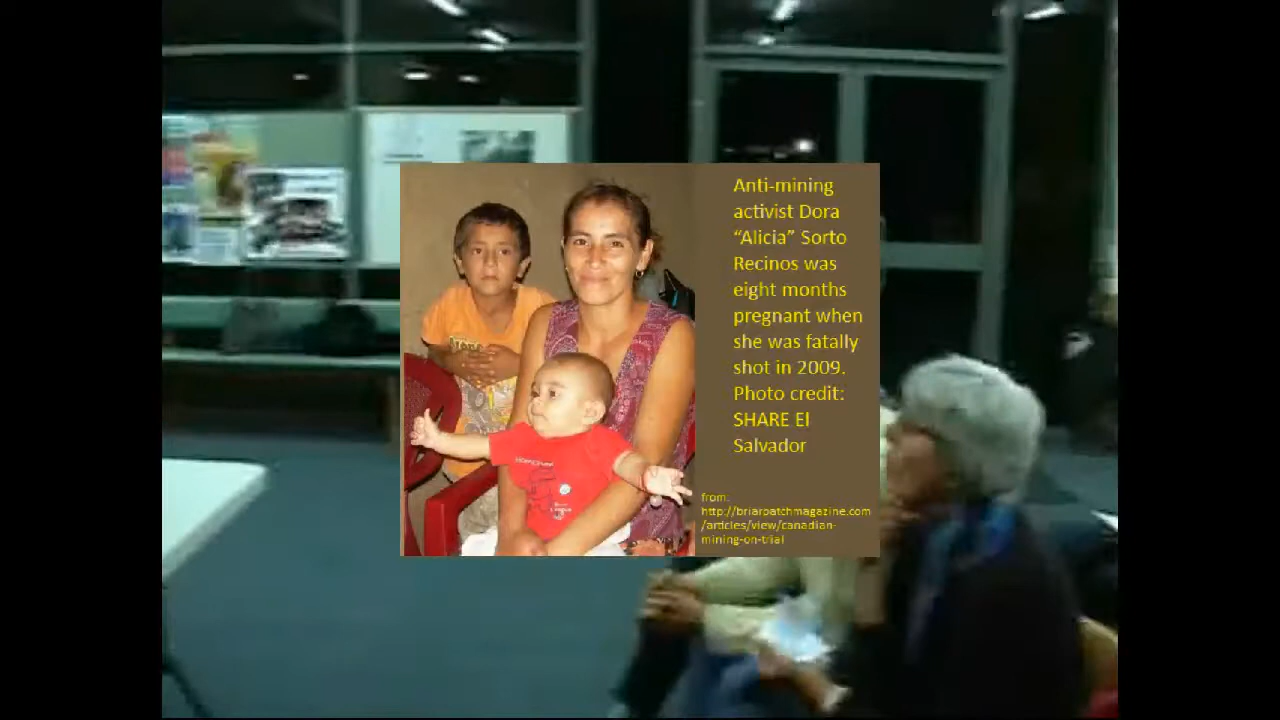 Anti-mining
activist Dora
“Alicia” Sorto
Recinos was
eight months
pregnant when
she was fatally
shot in 2009.
Photo credit:
SHARE El
Salvador
from:
http://briarpatchmagazine.com
/articles/view/canadian-
mining-on-trial